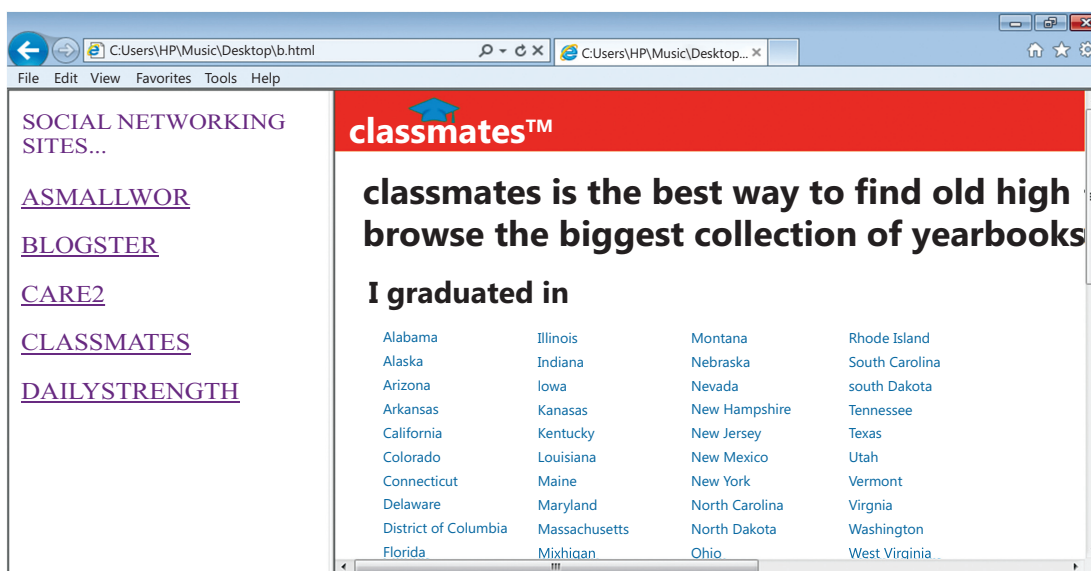 C:Users\HP\Music\Desktop\b.html
C:Users\HP\Music\Desktop...
File Edit View Favorites Tools Help
SOCIAL NETWORKING
SITES...
ASMALLWOR
BLOGSTER
CARE2
CLASSMATES
DAILYSTRENGTH
classmates™
classmates is the best way to find old high
browse the biggest collection of yearbooks
I graduated in
Alabama Illinois Montana Rhode Island
Alaska Indiana Nebraska South Carolina
Arizona Iowa Nevada south Dakota
Arkansas Kanasas New Hampshire Tennessee
California Kentucky New Jersey Texas
Colorado Louisiana New Mexico Utah
Connecticut Maine New York Vermont
Delaware Maryland North Carolina Virgnia
District of Columbia Massachusetts North Dakota Washington
Florida Mixhigan Ohio West Virginia